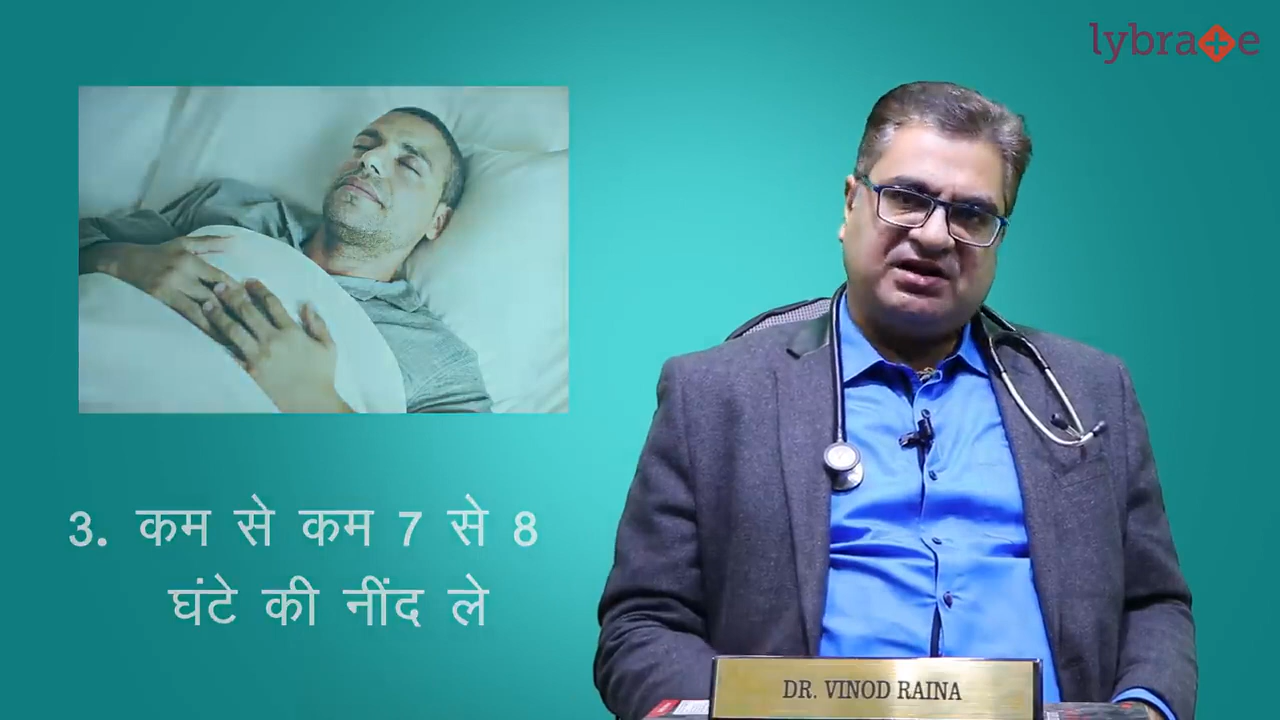 lybrate
3. कम से कम 7 से 8
घंटे की नींद ले
DR. VINOD RAINA